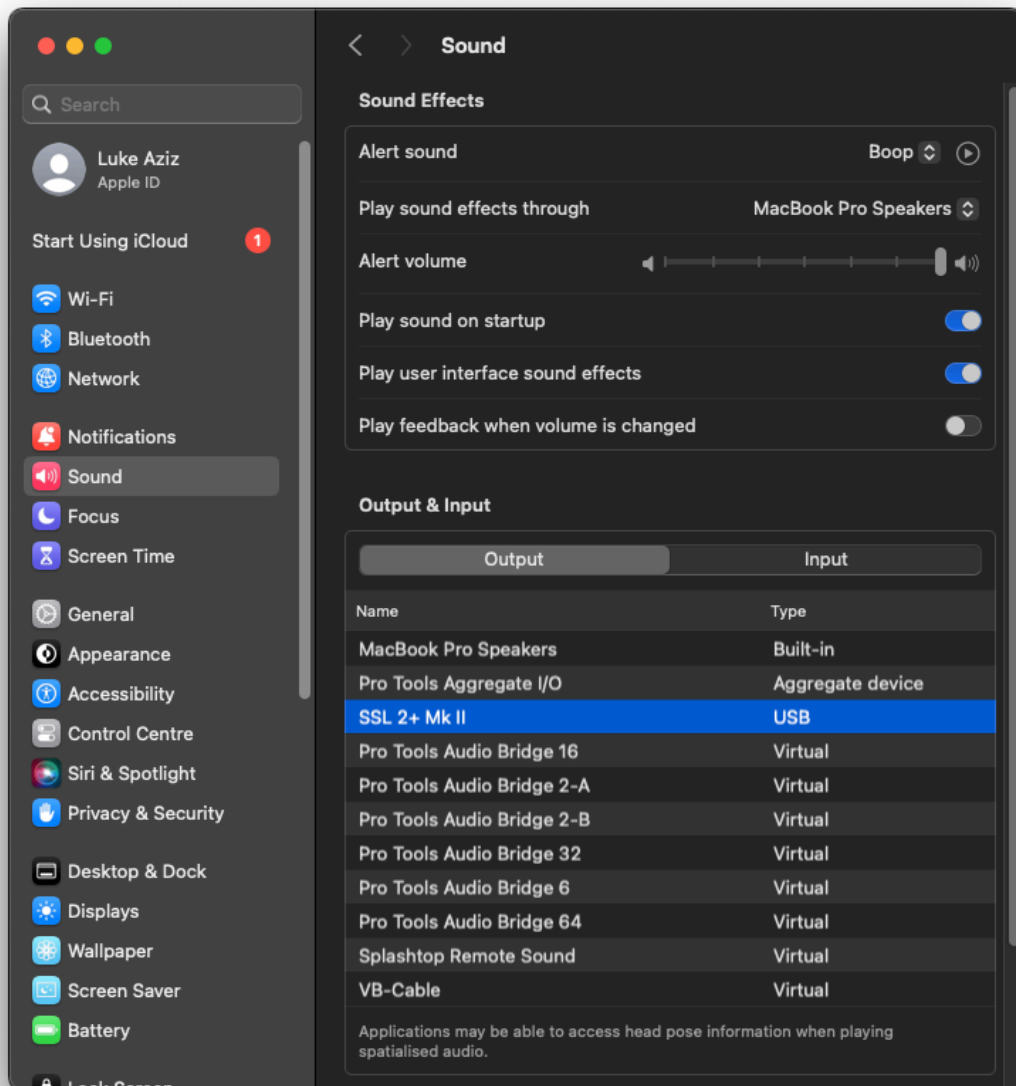 Sound
Search
Luke Aziz
Apple ID
Start Using iCloud 1
Wi-Fi
Bluetooth
Network
Notifications
Sound
Focus
Screen Time
General
Appearance
Accessibility
Control Centre
Siri & Spotlight
Privacy & Security
Desktop & Dock
Displays
Wallpaper
Screen Saver
Battery
Lock Screen
Sound Effects
Alert sound Boop
Play sound effects through MacBook Pro Speakers
Alert volume
Play sound on startup
Play user interface sound effects
Play feedback when volume is changed
Output & Input
Output Input
Name Type
MacBook Pro Speakers Built-in
Pro Tools Aggregate I/O Aggregate device
SSL 2+ Mk II USB
Pro Tools Audio Bridge 16 Virtual
Pro Tools Audio Bridge 2-A Virtual
Pro Tools Audio Bridge 2-B Virtual
Pro Tools Audio Bridge 32 Virtual
Pro Tools Audio Bridge 6 Virtual
Pro Tools Audio Bridge 64 Virtual
Splashtop Remote Sound Virtual
VB-Cable Virtual
Applications may be able to access head pose information when playing
spatialised audio.